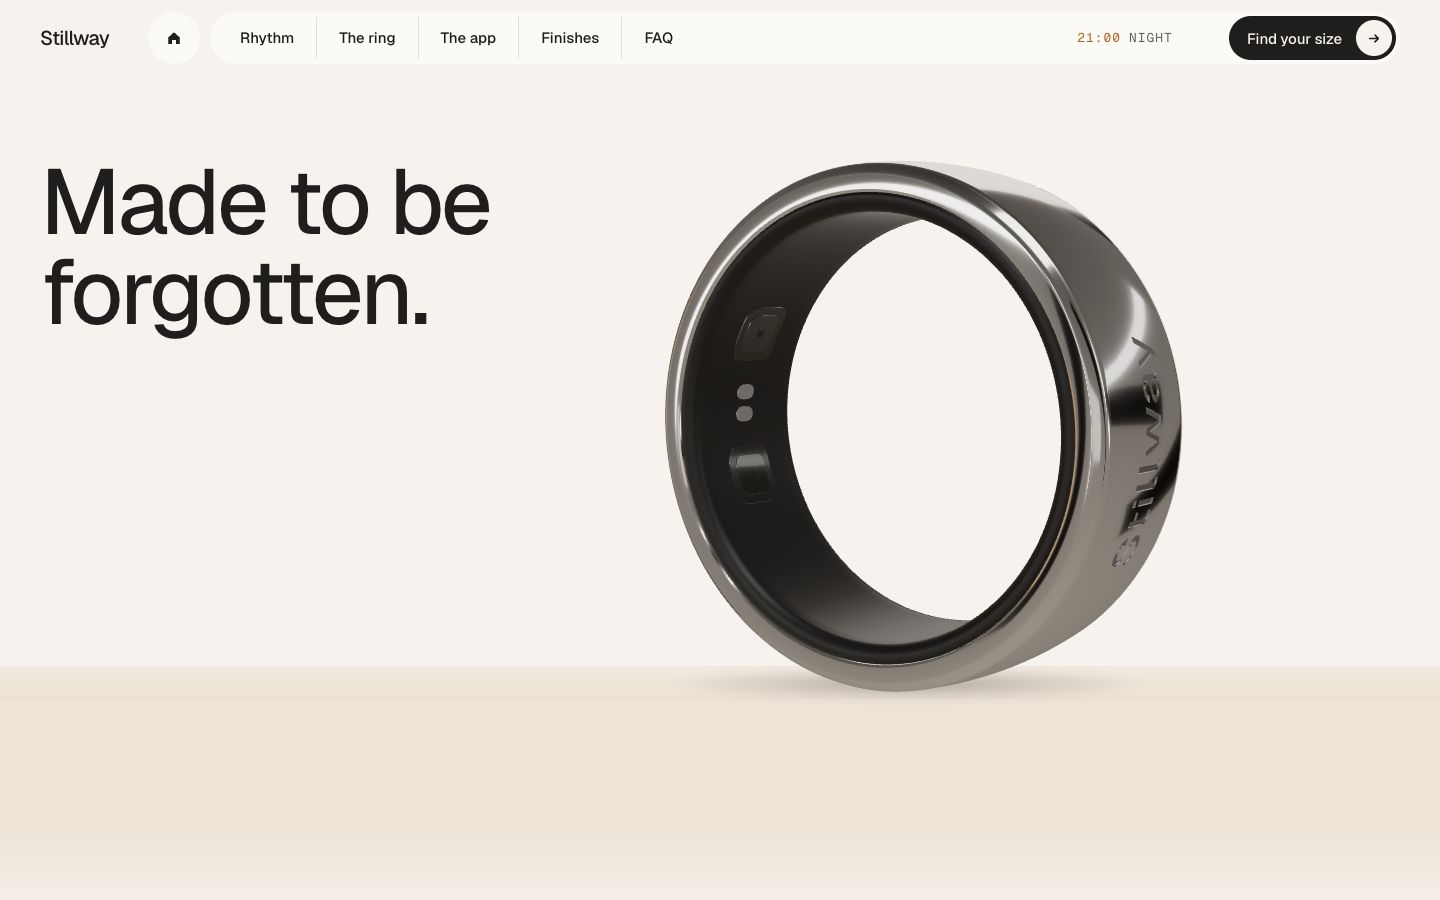 Stillway
Rhythm
The ring
The app
Finishes
FAQ
21:00 NIGHT
Find your size
Made to be
forgotten.
Stillway